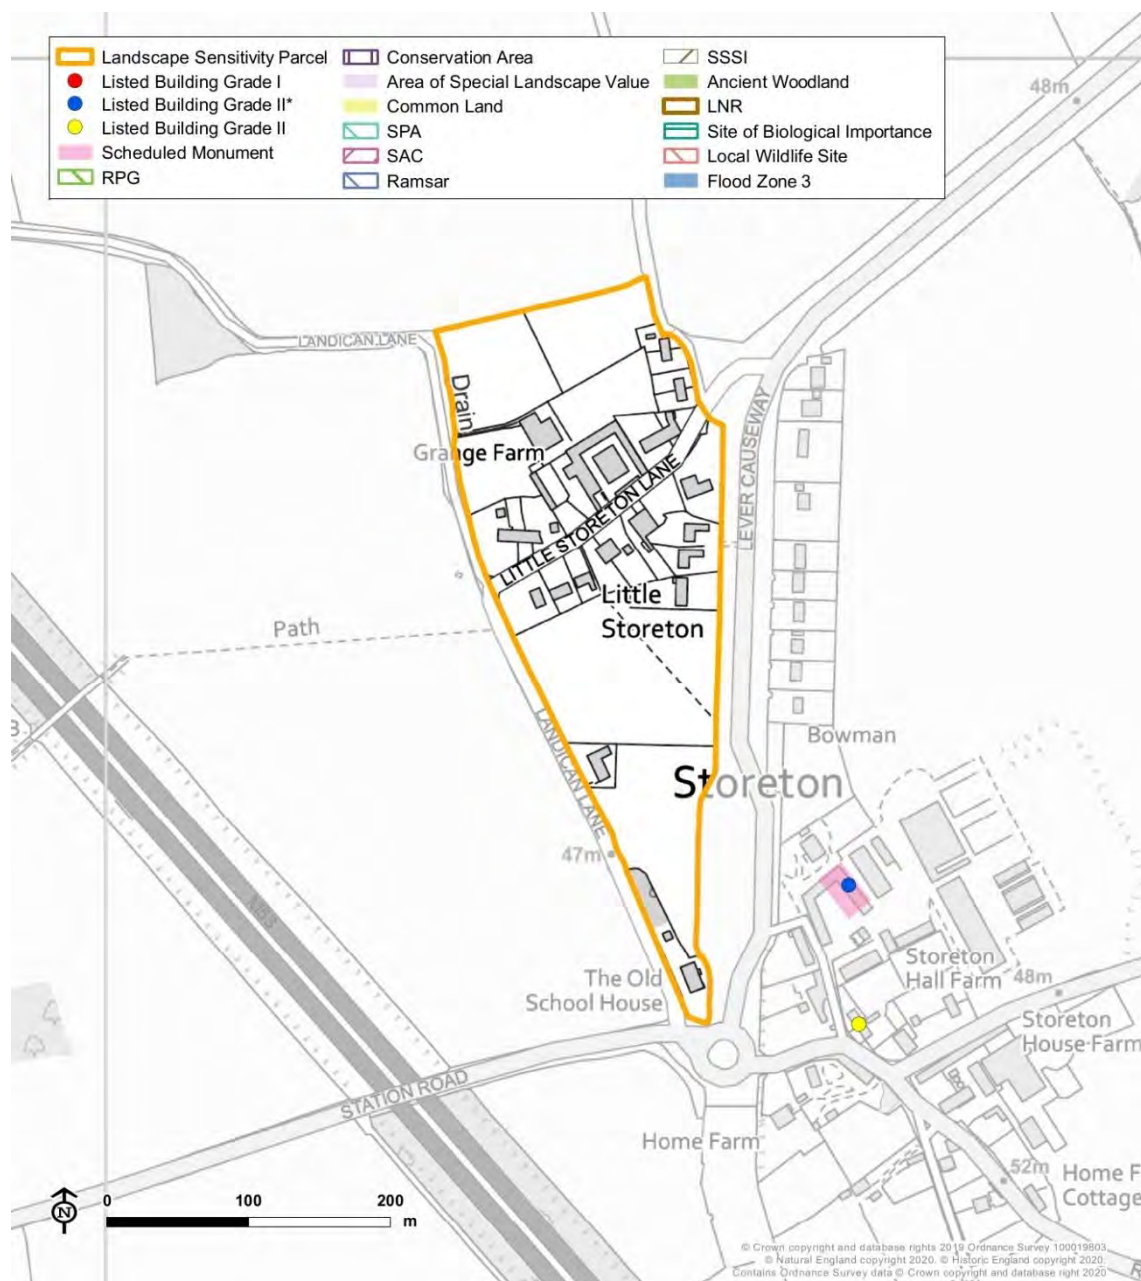 Landscape Sensitivity Parcel
Listed Building Grade I
Listed Building Grade II*
Listed Building Grade II
Scheduled Monument
RPG
Conservation Area
Area of Special Landscape Value
Common Land
SPA
SAC
Ramsar
SSSI
Ancient Woodland
LNR
Site of Biological Importance
Local Wildlife Site
Flood Zone 3
48m
LANDICAN LANE
Drain
Grange Farm
LITTLE STORETON LANE
LEVER CAUSEWAY
Little
Storeton
Path
LANDICAN LANE
Bowman
Storeton
47m
M53
The Old
School House
Storeton
Hall Farm
48m
Storeton
House Farm
STATION ROAD
Home Farm
52m
Home F
Cottage
N
0 100 200
m
© Crown copyright and database rights 2019 Ordnance Survey 100019803
© Natural England copyright 2020. © Historic England copyright 2020.
Contains Ordnance Survey data © Crown copyright and database right 2020